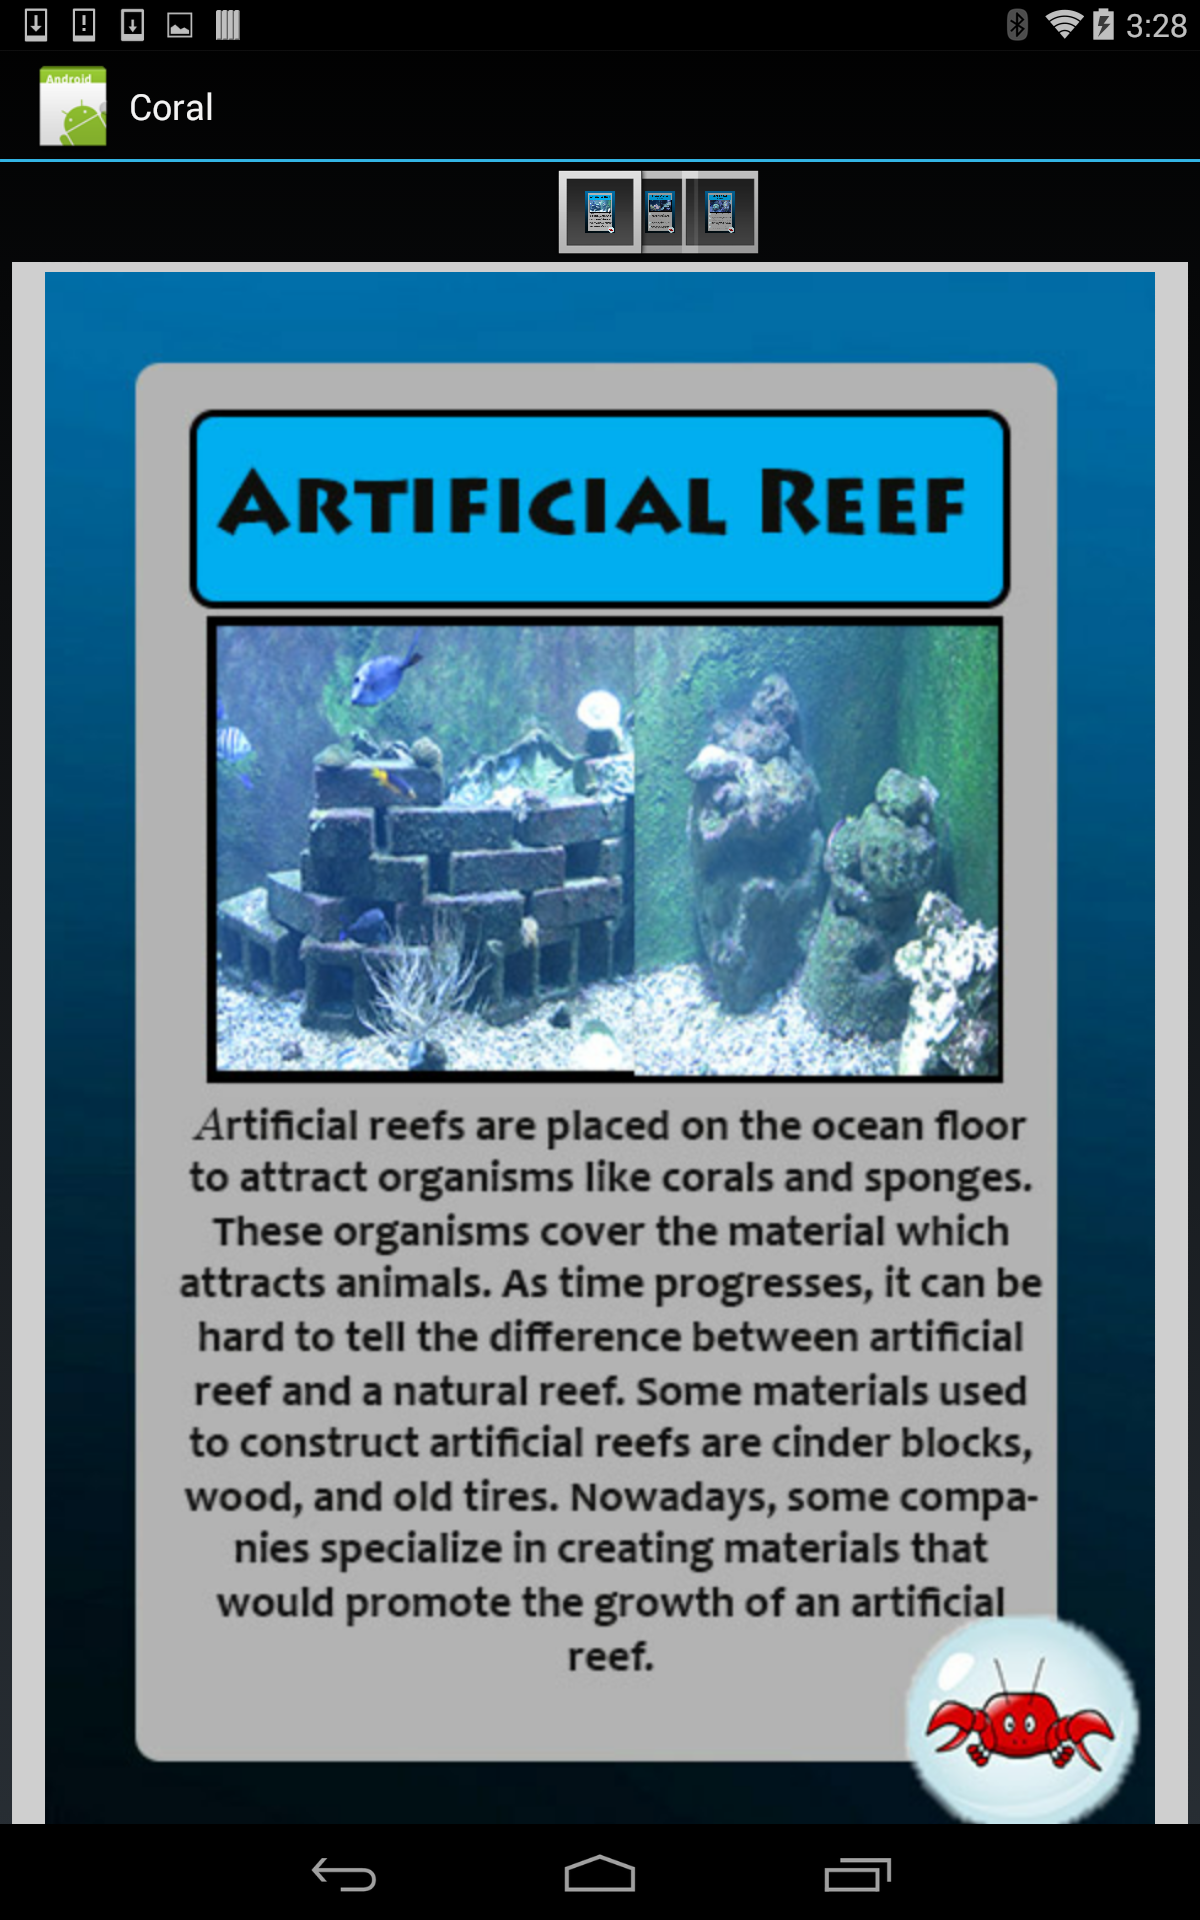 3:28
Android
Coral
ARTIFICIAL REEF
Artificial reefs are placed on the ocean floor
to attract organisms like corals and sponges.
These organisms cover the material which
attracts animals. As time progresses, it can be
hard to tell the difference between artificial
reef and a natural reef. Some materials used
to construct artificial reefs are cinder blocks,
wood, and old tires. Nowadays, some compa-
nies specialize in creating materials that
would promote the growth of an artificial
reef.